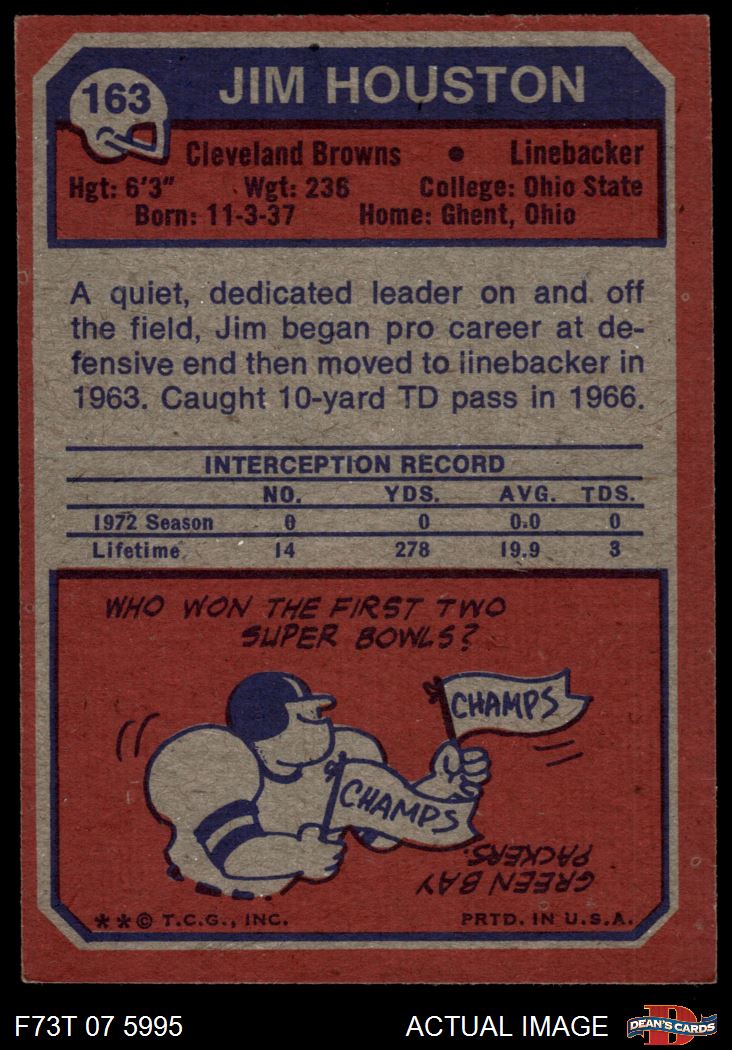 163
JIM HOUSTON
Cleveland Browns • Linebacker
Hgt: 6'3" Wgt: 236 College: Ohio State
Born: 11-3-37 Home: Ghent, Ohio
A quiet, dedicated leader on and off
the field, Jim began pro career at de-
fensive end then moved to linebacker in
1963. Caught 10-yard TD pass in 1966.
INTERCEPTION RECORD
NO. YDS. AVG. TDS.
1972 Season 0 0 0.0 0
Lifetime 14 278 19.9 3
WHO WON THE FIRST TWO
SUPER BOWLS?
CHAMPS
CHAMPS
GREEN BAY
PACKERS.
**© T.C.G., INC. PRTD. IN U.S.A.
F73T 07 5995 ACTUAL IMAGE
D
DEAN'S CARDS